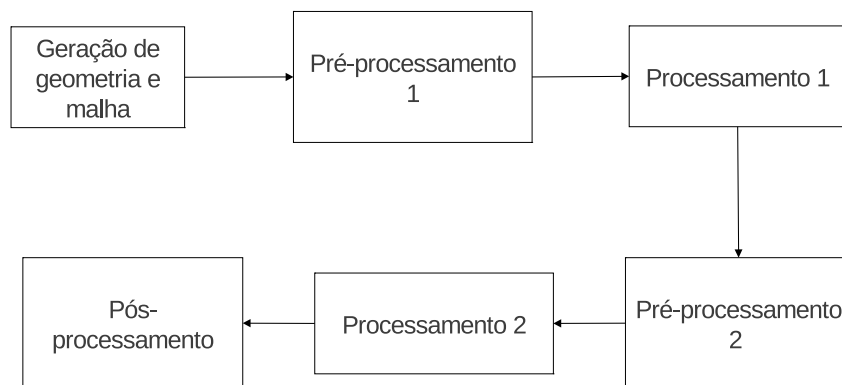 Geração de
geometria e
malha
Pré-processamento
1
Processamento 1
Pós-
processamento
Processamento 2
Pré-processamento
2